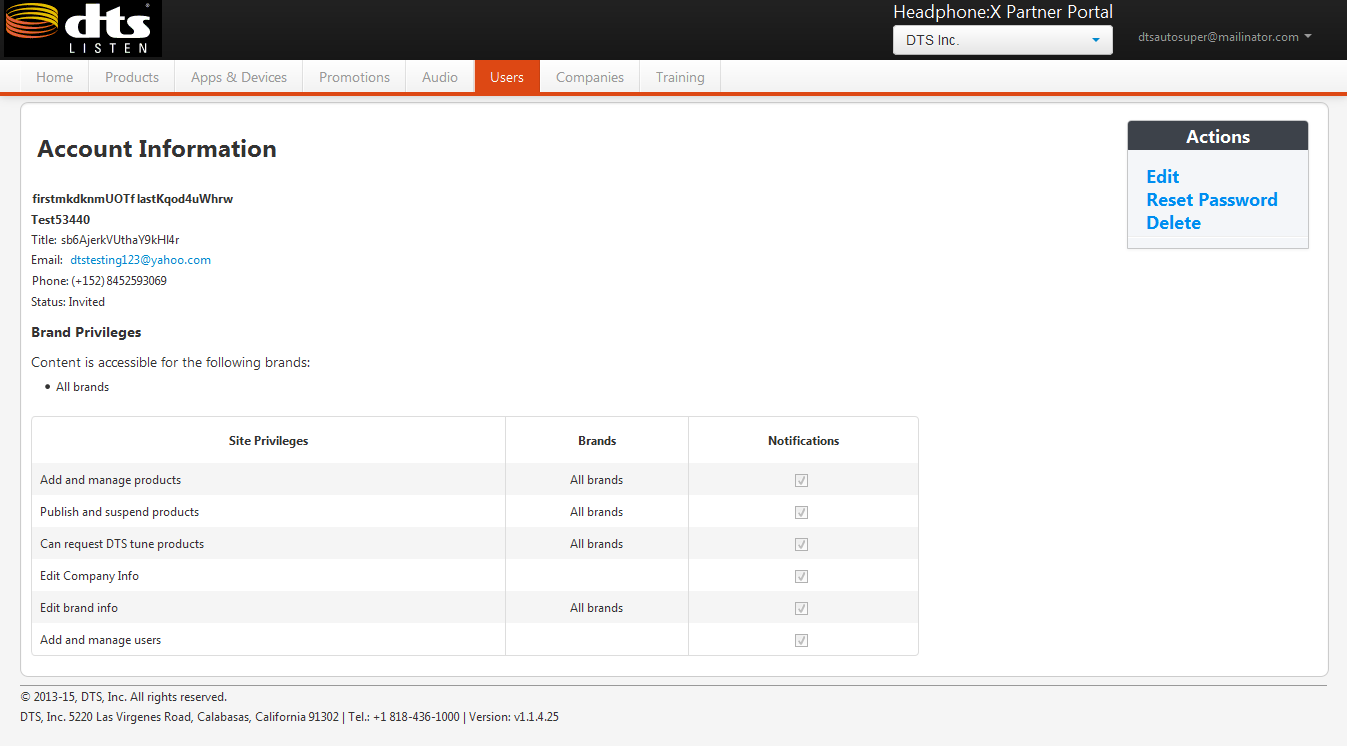 dts
LISTEN
Headphone:X Partner Portal
DTS Inc.
dtsautosuper@mailinator.com
Home Products Apps & Devices Promotions Audio Users Companies Training
Account Information
Actions
Edit
Reset Password
Delete
firstmkdknmUOTf lastKqod4uWhrw
Test53440
Title: sb6AjerkVUthaY9kHI4r
Email: dtstesting123@yahoo.com
Phone: (+152) 8452593069
Status: Invited
Brand Privileges
Content is accessible for the following brands:
• All brands
Site Privileges Brands Notifications
Add and manage products All brands
Publish and suspend products All brands
Can request DTS tune products All brands
Edit Company Info
Edit brand info All brands
Add and manage users
© 2013-15, DTS, Inc. All rights reserved.
DTS, Inc. 5220 Las Virgenes Road, Calabasas, California 91302 | Tel.: +1 818-436-1000 | Version: v1.1.4.25